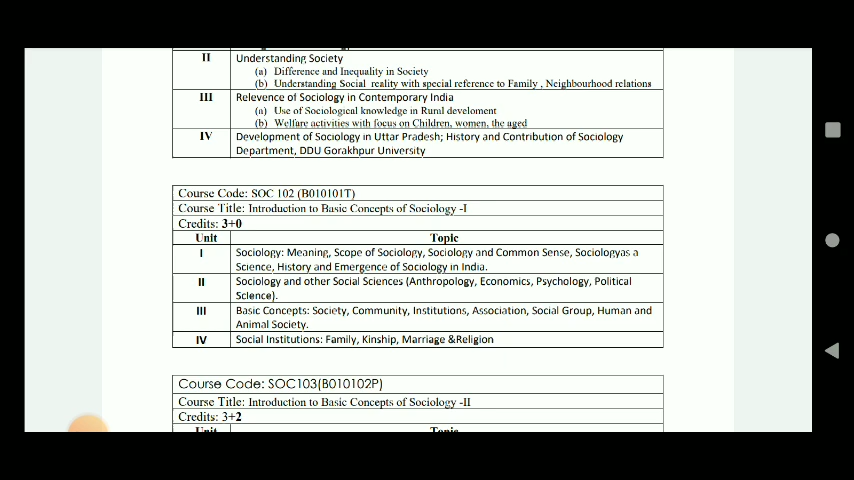 II Understanding Society
(a) Difference and Inequality in Society
(b) Understanding Social reality with special reference to Family , Neighbourhood relations
III Relevence of Sociology in Contemporary India
(a) Use of Sociological knowledge in Rural develoment
(b) Welfare activities with focus on Children, women, the aged
IV Development of Sociology in Uttar Pradesh; History and Contribution of Sociology
Department, DDU Gorakhpur University
Course Code: SOC 102 (B010101T)
Course Title: Introduction to Basic Concepts of Sociology -I
Credits: 3+0
Unit Topic
I Sociology: Meaning, Scope of Sociology, Sociology and Common Sense, Sociologyas a
Science, History and Emergence of Sociology in India.
II Sociology and other Social Sciences (Anthropology, Economics, Psychology, Political
Science).
III Basic Concepts: Society, Community, Institutions, Association, Social Group, Human and
Animal Society.
IV Social Institutions: Family, Kinship, Marriage &Religion
Course Code: SOC103(B010102P)
Course Title: Introduction to Basic Concepts of Sociology -II
Credits: 3+2
Unit Topic